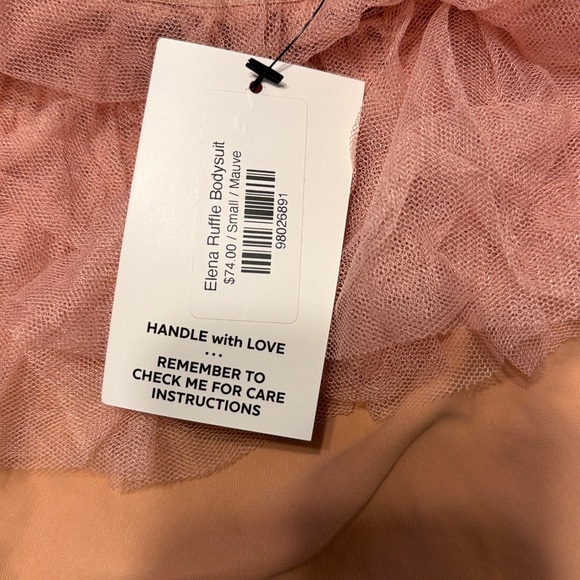 Elena Ruffle Bodysuit
$74.00 / Small / Mauve
98026891
HANDLE with LOVE
...
REMEMBER TO
CHECK ME FOR CARE
INSTRUCTIONS